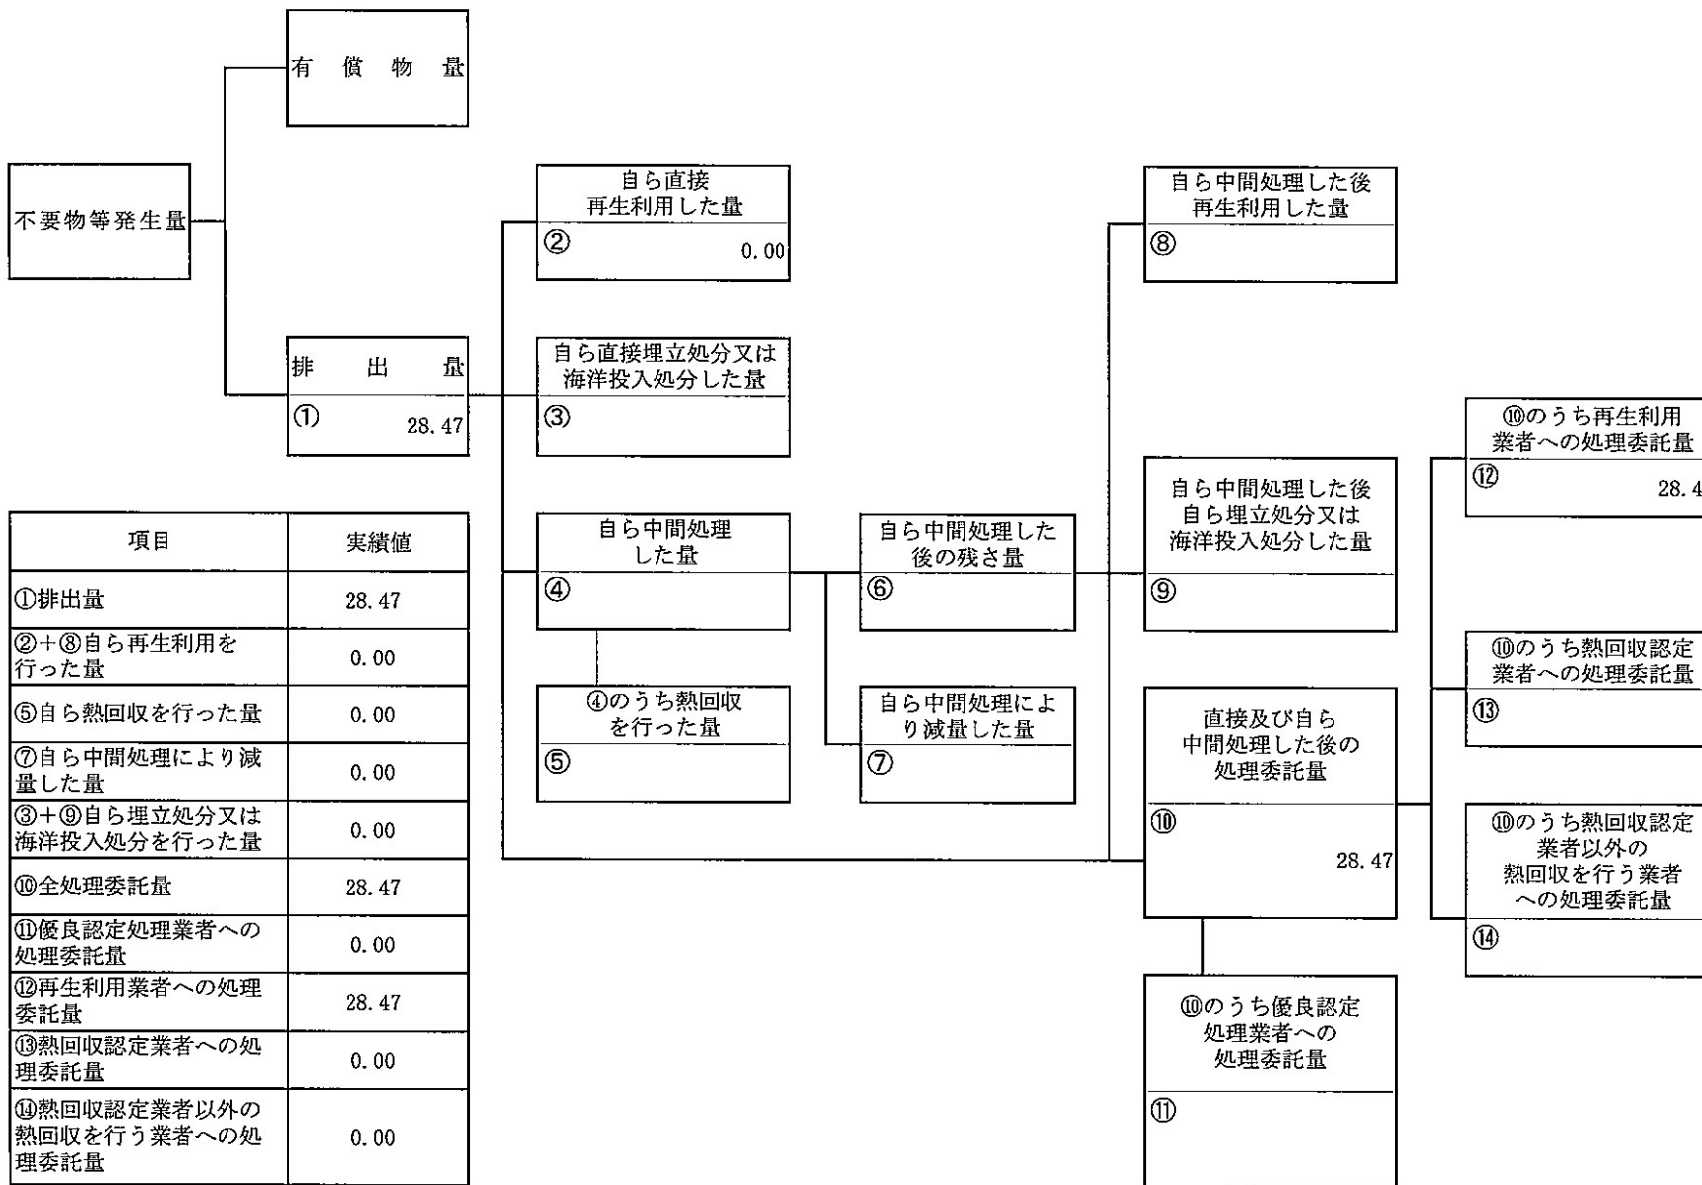 有償物量
不要物等発生量
排出量
①
28.47
自ら直接
再生利用した量
②
0.00
自ら直接埋立処分又は
海洋投入処分した量
③
自ら中間処理
した量
④
④のうち熱回収
を行った量
⑤
自ら中間処理した
後の残さ量
⑥
自ら中間処理によ
り減量した量
⑦
自ら中間処理した後
再生利用した量
⑧
自ら中間処理した後
自ら埋立処分又は
海洋投入処分した量
⑨
直接及び自ら
中間処理した後の
処理委託量
⑩
28.47
⑩のうち優良認定
処理業者への
処理委託量
⑪
⑩のうち再生利用
業者への処理委託量
⑫
28.4
⑩のうち熱回収認定
業者への処理委託量
⑬
⑩のうち熱回収認定
業者以外の
熱回収を行う業者
への処理委託量
⑭
項目 実績値
①排出量 28.47
②+⑧自ら再生利用を
行った量 0.00
⑤自ら熱回収を行った量 0.00
⑦自ら中間処理により減
量した量 0.00
③+⑨自ら埋立処分又は
海洋投入処分を行った量 0.00
⑩全処理委託量 28.47
⑪優良認定処理業者への
処理委託量 0.00
⑫再生利用業者への処理
委託量 28.47
⑬熱回収認定業者への処
理委託量 0.00
⑭熱回収認定業者以外の
熱回収を行う業者への処
理委託量 0.00